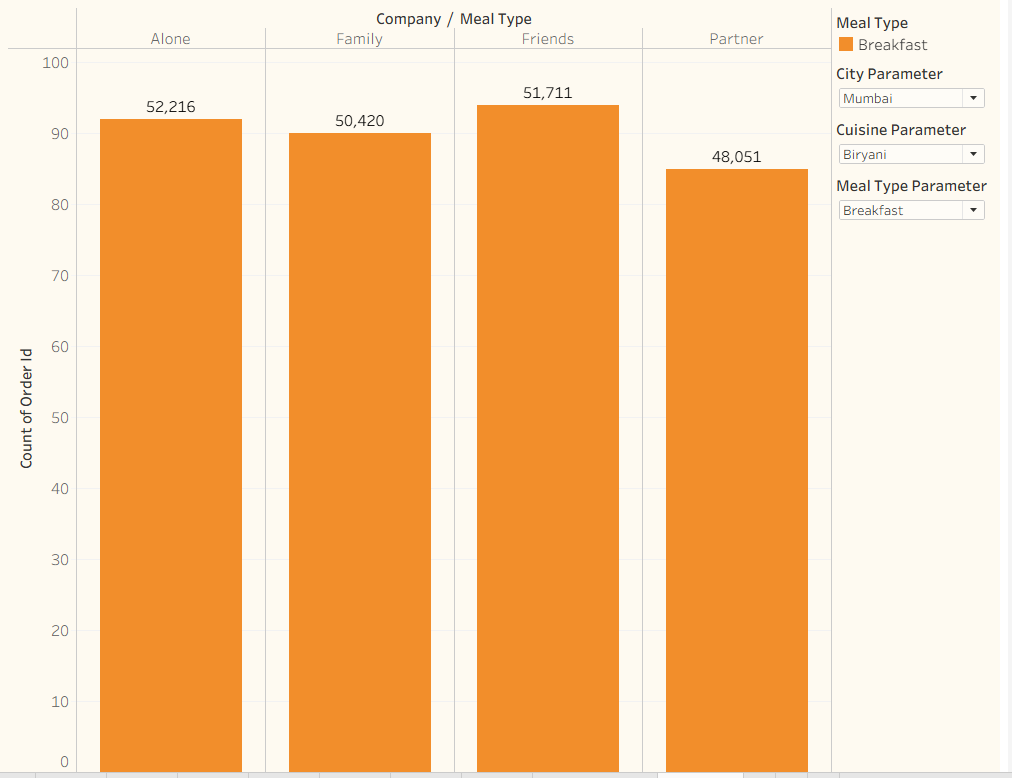 Company / Meal Type
Alone Family Friends Partner
100
90
80
70
60
50
40
30
20
10
0
Count of Order Id
52,216
50,420
51,711
48,051
Meal Type
Breakfast
City Parameter
Mumbai
Cuisine Parameter
Biryani
Meal Type Parameter
Breakfast